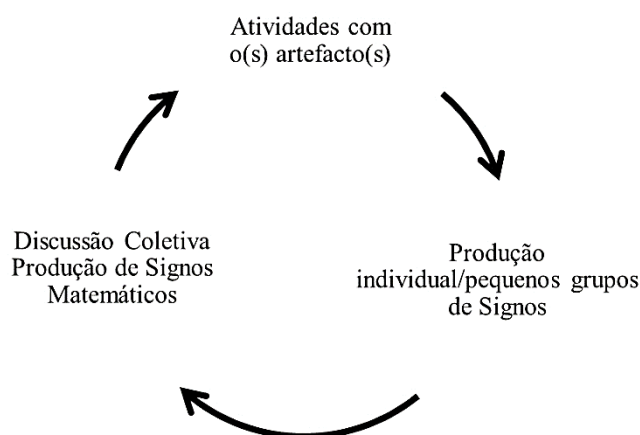 Atividades com
o(s) artefacto(s)
Produção
individual/pequenos grupos
de Signos
Discussão Coletiva
Produção de Signos
Matemáticos